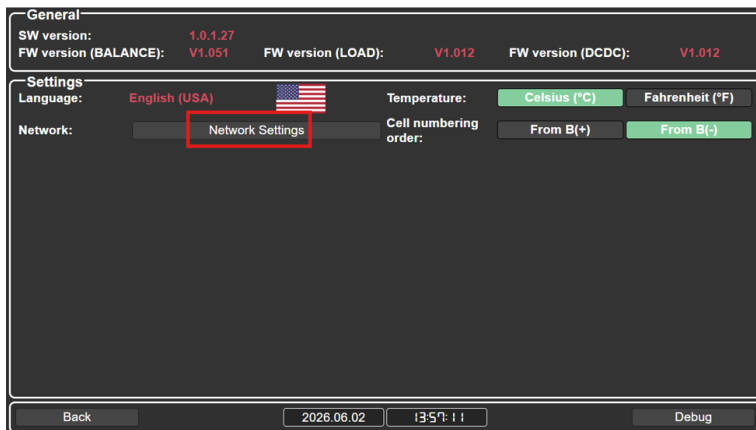 General
SW version: 1.0.1.27
FW version (BALANCE): V1.051 FW version (LOAD): V1.012 FW version (DCDC): V1.012
Settings
Language: English (USA) Temperature: Celsius (°C) Fahrenheit (°F)
Network: Network Settings Cell numbering order: From B(+) From B(-)
Back 2026.06.02 13:57:11 Debug